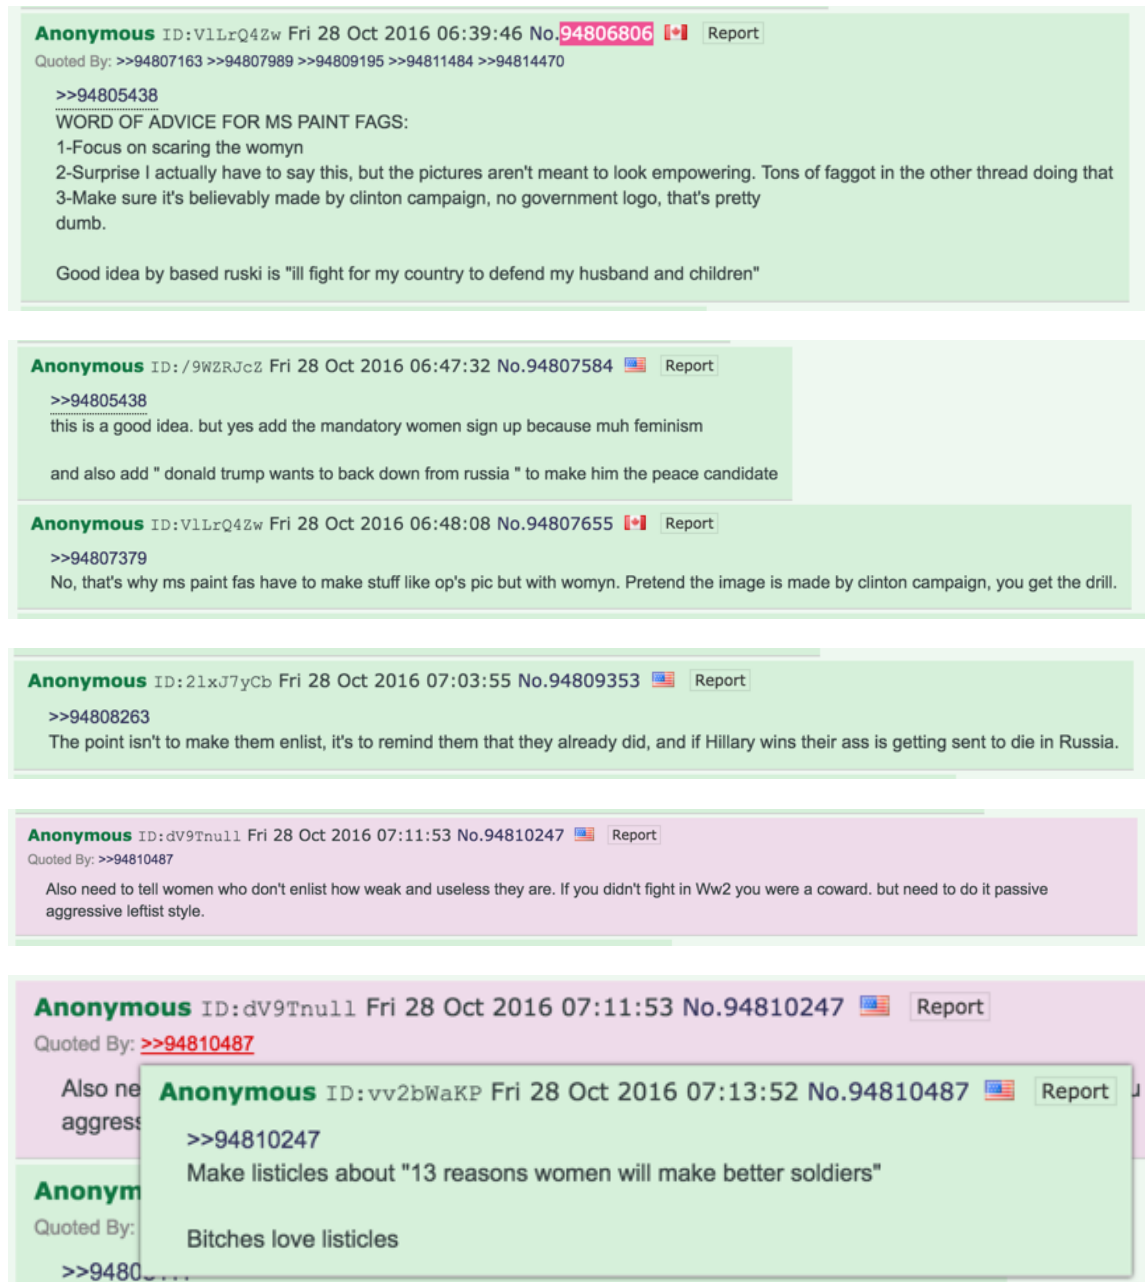 Anonymous ID:VlLrQ4Zw Fri 28 Oct 2016 06:39:46 No.94806806 Report
Quoted By: >>94807163 >>94807989 >>94809195 >>94811484 >>94814470
>>94805438
WORD OF ADVICE FOR MS PAINT FAGS:
1-Focus on scaring the womyn
2-Surprise I actually have to say this, but the pictures aren't meant to look empowering. Tons of faggot in the other thread doing that
3-Make sure it's believably made by clinton campaign, no government logo, that's pretty
dumb.
Good idea by based ruski is "ill fight for my country to defend my husband and children"
Anonymous ID:/9WZRJcZ Fri 28 Oct 2016 06:47:32 No.94807584 Report
>>94805438
this is a good idea. but yes add the mandatory women sign up because muh feminism
and also add " donald trump wants to back down from russia " to make him the peace candidate
Anonymous ID:VlLrQ4Zw Fri 28 Oct 2016 06:48:08 No.94807655 Report
>>94807379
No, that's why ms paint fas have to make stuff like op's pic but with womyn. Pretend the image is made by clinton campaign, you get the drill.
Anonymous ID:2lxJ7yCb Fri 28 Oct 2016 07:03:55 No.94809353 Report
>>94808263
The point isn't to make them enlist, it's to remind them that they already did, and if Hillary wins their ass is getting sent to die in Russia.
Anonymous ID:dV9Tnull Fri 28 Oct 2016 07:11:53 No.94810247 Report
Quoted By: >>94810487
Also need to tell women who don't enlist how weak and useless they are. If you didn't fight in Ww2 you were a coward. but need to do it passive
aggressive leftist style.
Anonymous ID:dV9Tnull Fri 28 Oct 2016 07:11:53 No.94810247 Report
Quoted By: >>94810487
Also ne
aggress
Anonymous ID:vv2bWaKP Fri 28 Oct 2016 07:13:52 No.94810487 Report
>>94810247
Make listicles about "13 reasons women will make better soldiers"
Bitches love listicles
Anonym
Quoted By: